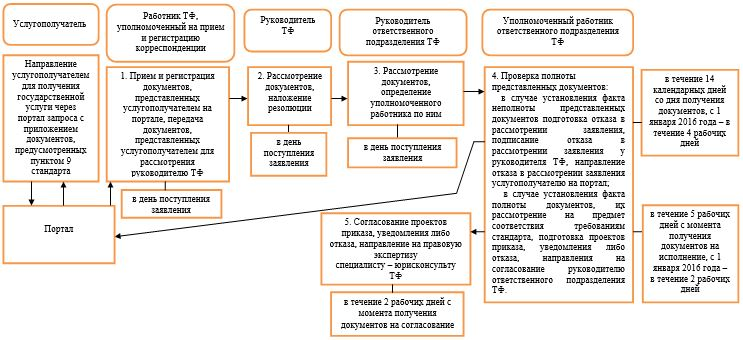 Услугополучатель
Работник ТФ,
уполномоченный на прием
и регистрацию
корреспонденции
Руководитель
ТФ
Руководитель
ответственного
подразделения ТФ
Уполномоченный работник
ответственного подразделения
ТФ
Направление
услугополучателем
для получения
государственной
услуги через
портал запроса с
приложением
документов,
предусмотренных
пунктом 9
стандарта
1. Прием и регистрация
документов,
представленных
услугополучателем на
портале, передача
документов,
представленных
услугополучателем для
рассмотрения
руководителю ТФ
в день поступления
заявления
2. Рассмотрение
документов,
наложение
резолюции
в день
поступления
заявления
3. Рассмотрение
документов,
определение
уполномоченного
работника по ним
в день поступления
заявления
4. Проверка полноты
представленных документов:
в случае установления факта
неполноты представленных
документов подготовка отказа в
рассмотрении заявления,
подписание отказа в
рассмотрении заявления у
руководителя ТФ, направление
отказа в рассмотрении заявления
услугополучателю на портал;
в случае установления факта
полноты документов, их
рассмотрение на предмет
соответствия требованиям
стандарта, подготовка проектов
приказа, уведомления либо
отказа, направления на
согласование руководителю
ответственного подразделения
ТФ.
в течение 14
календарных дней
со дня получения
документов, с 1
января 2016 года – в
течение 4 рабочих
дней
в течение 5 рабочих
дней с момента
получения
документов на
исполнение, с 1
января 2016 года –
в течение 2 рабочих
дней
Портал
5. Согласование проектов
приказа, уведомления либо
отказа, направление на правовую
экспертизу
специалисту – юрисконсульту
ТФ
в течение 2 рабочих дней с
момента получения
документов на согласование